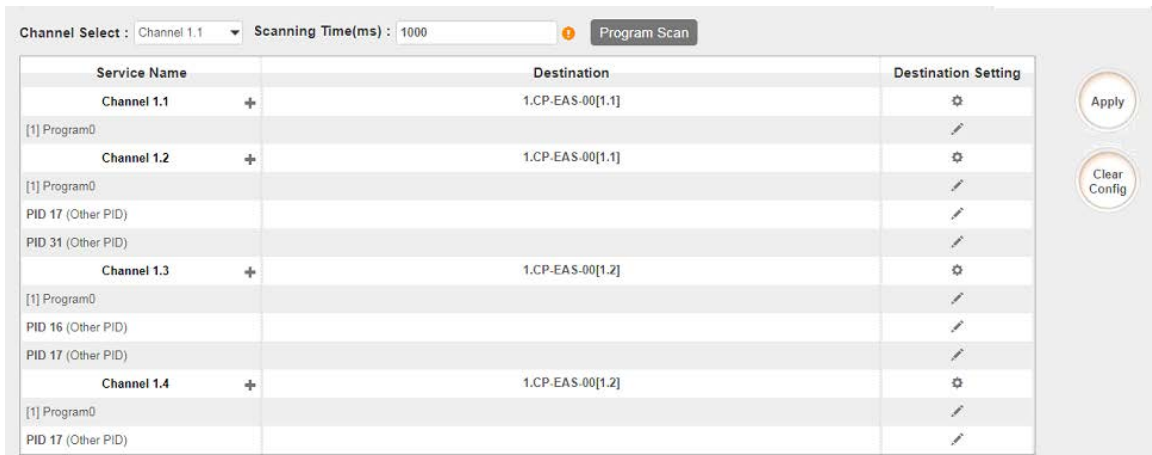 Channel Select : Channel 1.1 Scanning Time(ms) : 1000 Program Scan
Service Name Destination Destination Setting
Channel 1.1 1.CP-EAS-00[1.1]
[1] Program0
Channel 1.2 1.CP-EAS-00[1.1]
[1] Program0
PID 17 (Other PID)
PID 31 (Other PID)
Channel 1.3 1.CP-EAS-00[1.2]
[1] Program0
PID 16 (Other PID)
PID 17 (Other PID)
Channel 1.4 1.CP-EAS-00[1.2]
[1] Program0
PID 17 (Other PID)
Apply
Clear
Config